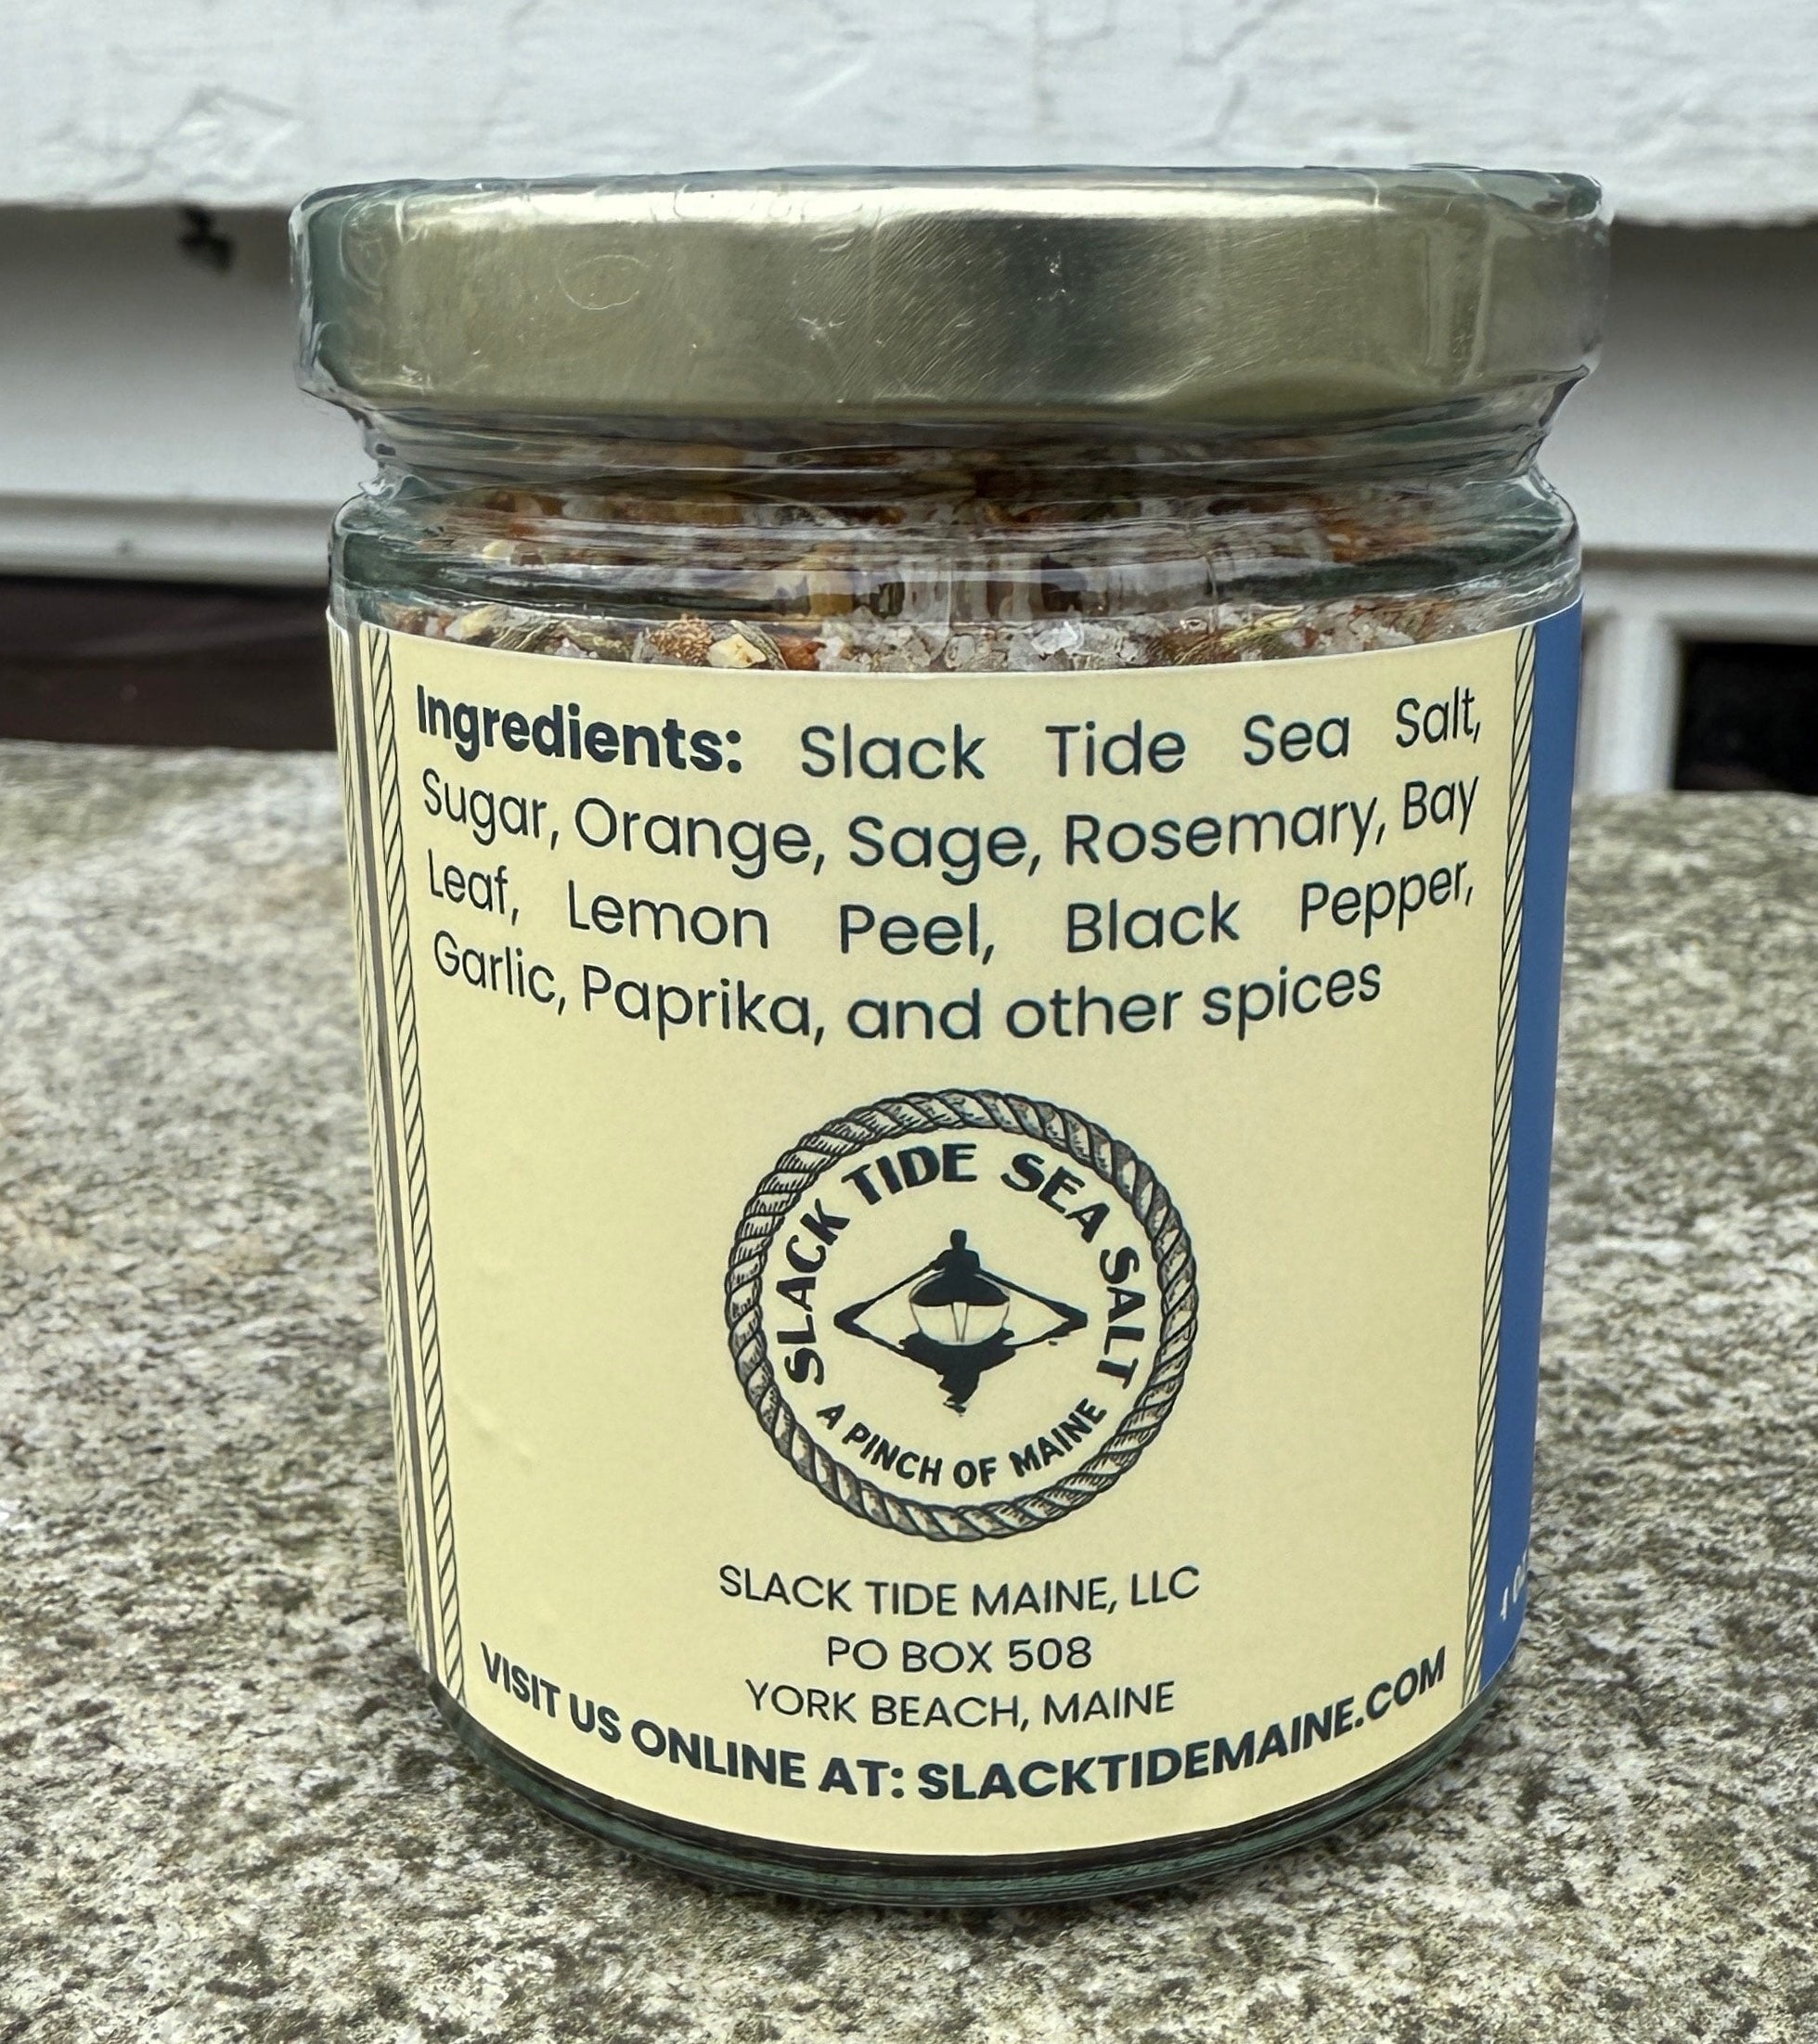 Ingredients: Slack Tide Sea Salt,
Sugar, Orange, Sage, Rosemary, Bay
Leaf, Lemon Peel, Black Pepper,
Garlic, Paprika, and other spices
SLACK TIDE SEA SALT
A PINCH OF MAINE
SLACK TIDE MAINE, LLC
PO BOX 508
YORK BEACH, MAINE
VISIT US ONLINE AT: SLACKTIDEMAINE.COM